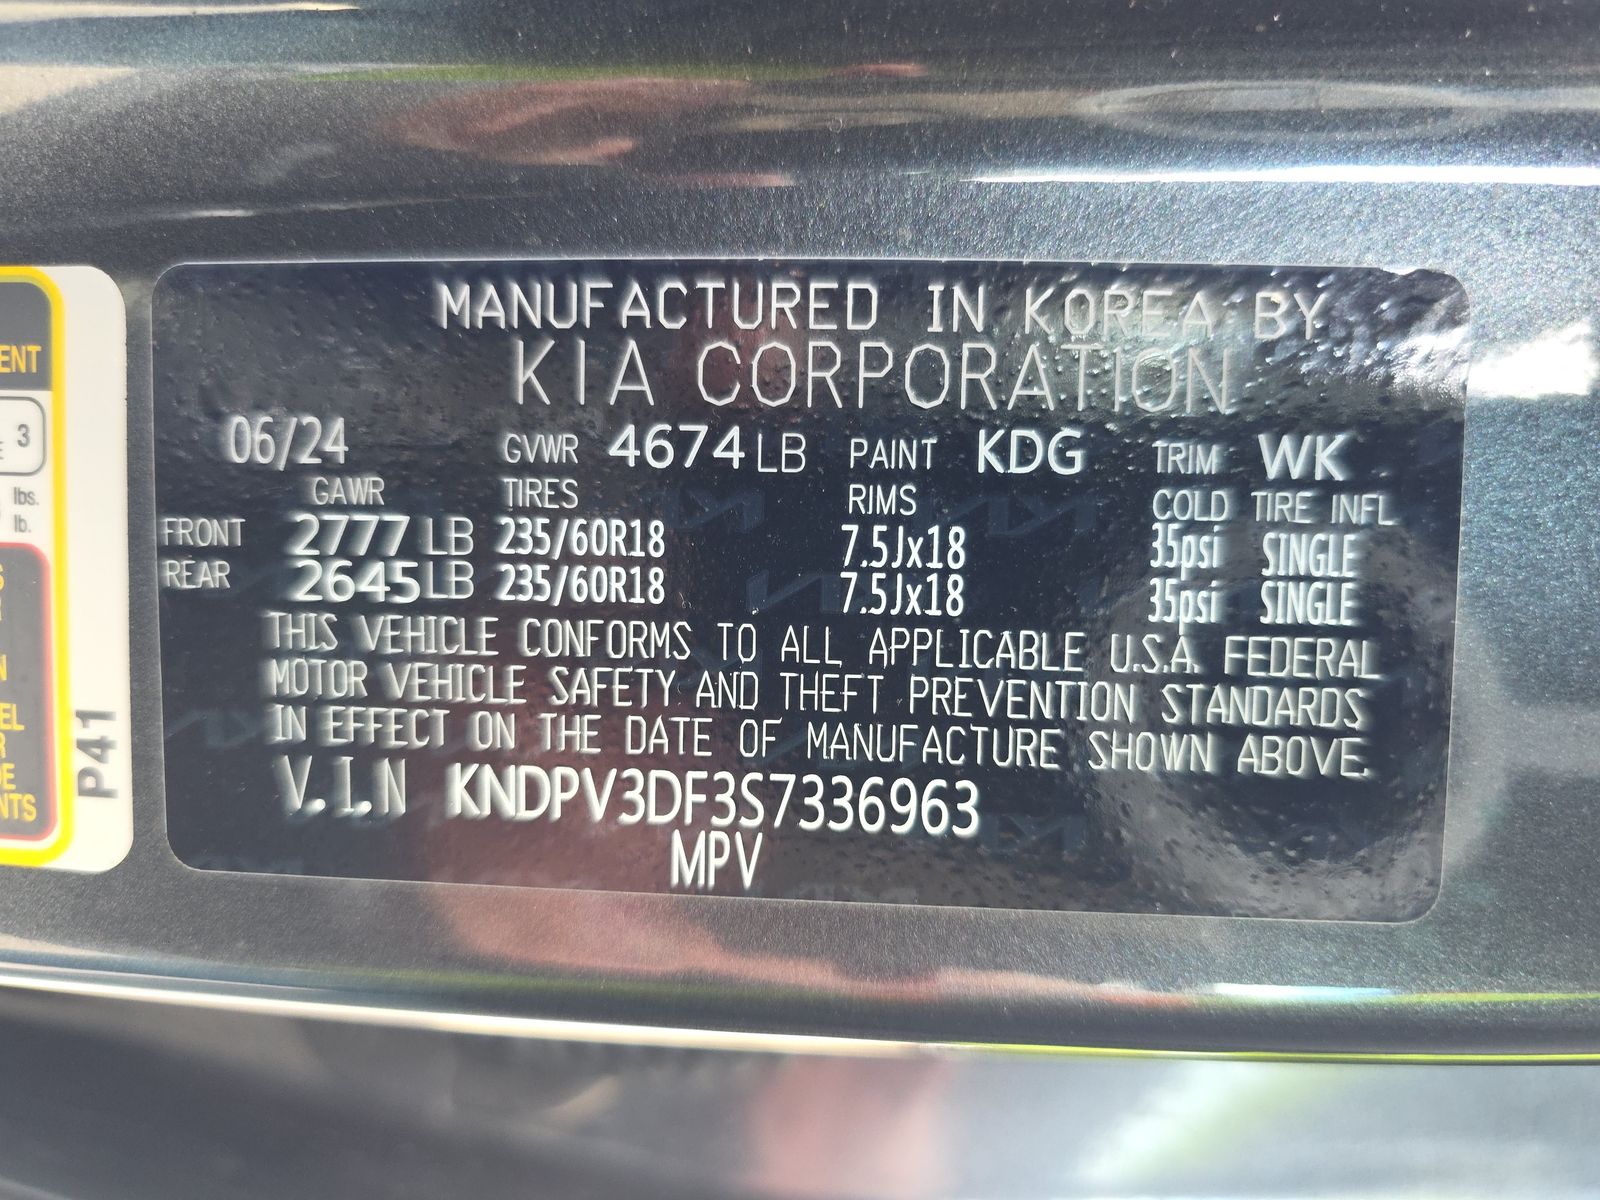 MANUFACTURED IN KOREA BY
KIA CORPORATION
06/24 GVWR 4674 LB PAINT KDG TRIM WK
GAWR TIRES RIMS COLD TIRE INFL
FRONT 2777 LB 235/60R18 7.5Jx18 35psi SINGLE
REAR 2645 LB 235/60R18 7.5Jx18 35psi SINGLE
THIS VEHICLE CONFORMS TO ALL APPLICABLE U.S.A. FEDERAL
MOTOR VEHICLE SAFETY AND THEFT PREVENTION STANDARDS
IN EFFECT ON THE DATE OF MANUFACTURE SHOWN ABOVE.
V.I.N KNDPV3DF3S7336963
MPV
3
lbs.
lb.
P41